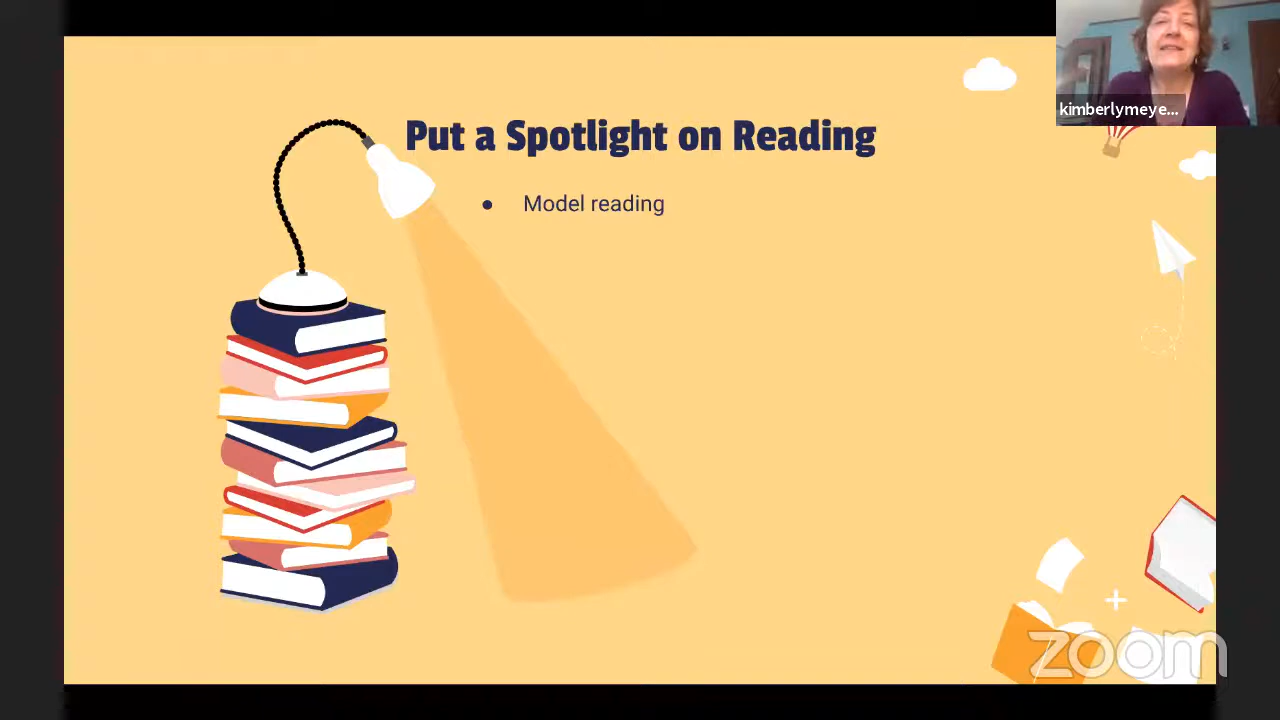 kimberlymeye...
Put a Spotlight on Reading
● Model reading
zoom